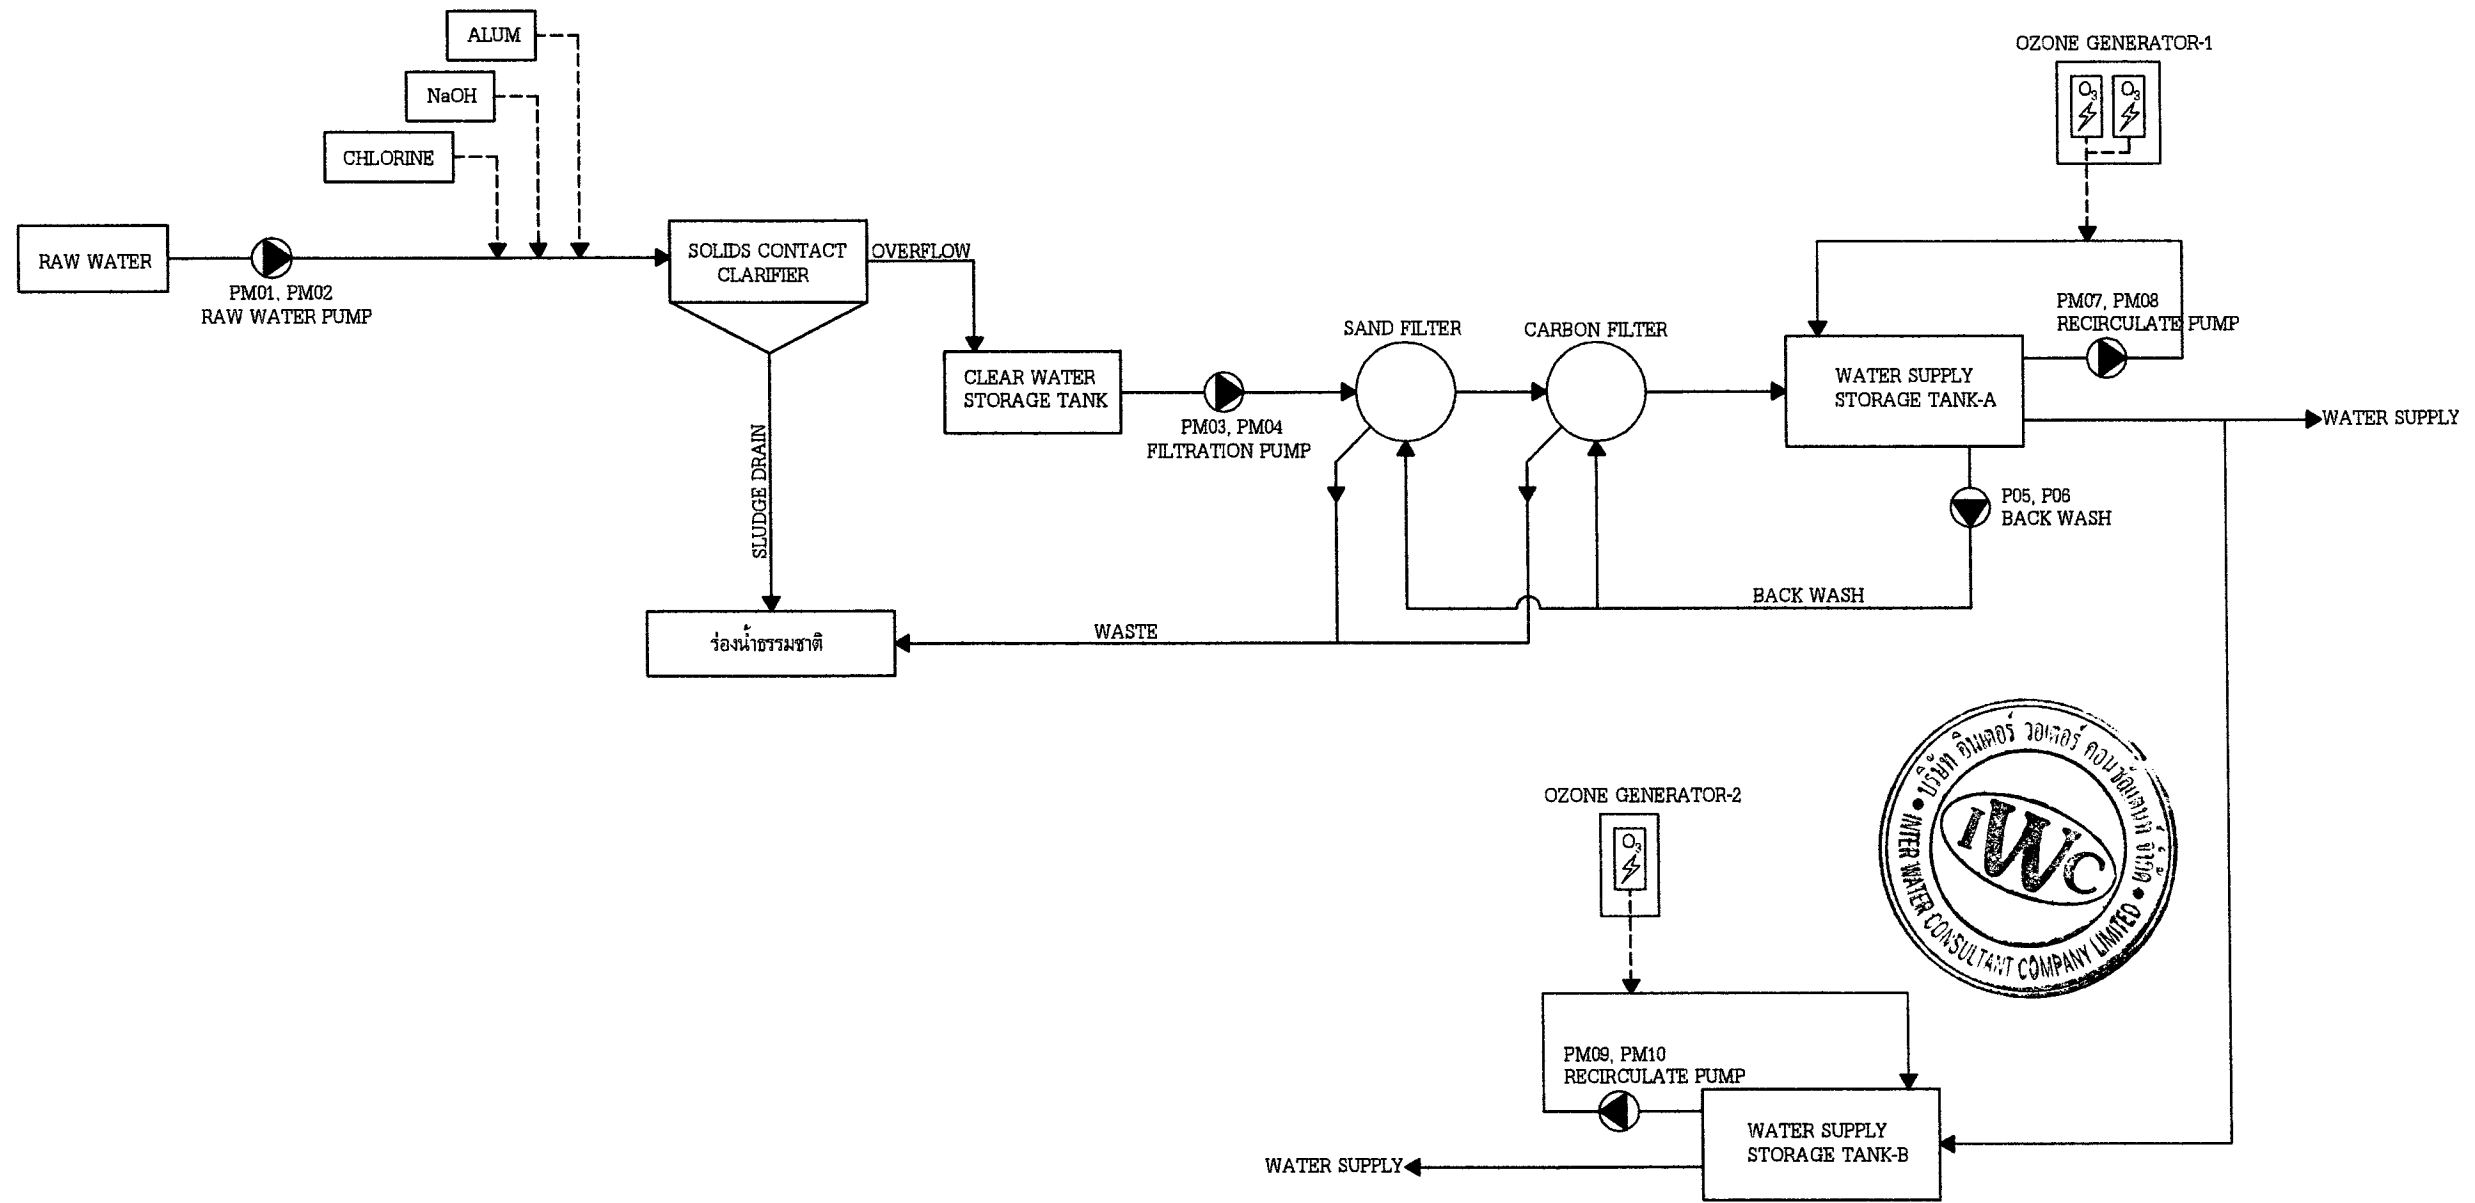 ALUM
NaOH
CHLORINE
RAW WATER
PM01, PM02
RAW WATER PUMP
SOLIDS CONTACT
CLARIFIER
OVERFLOW
SLUDGE DRAIN
ร่องน้ำธรรมชาติ
CLEAR WATER
STORAGE TANK
PM03, PM04
FILTRATION PUMP
SAND FILTER
CARBON FILTER
WASTE
BACK WASH
OZONE GENERATOR-1
O3
O3
PM07, PM08
RECIRCULATE PUMP
WATER SUPPLY
STORAGE TANK-A
WATER SUPPLY
P05, P06
BACK WASH
OZONE GENERATOR-2
O3
PM09, PM10
RECIRCULATE PUMP
WATER SUPPLY
STORAGE TANK-B
WATER SUPPLY
บริษัท อินเตอร์ วอเตอร์ คอนซัลแตนท์ จำกัด
IWC
INTER WATER CONSULTANT COMPANY LIMITED